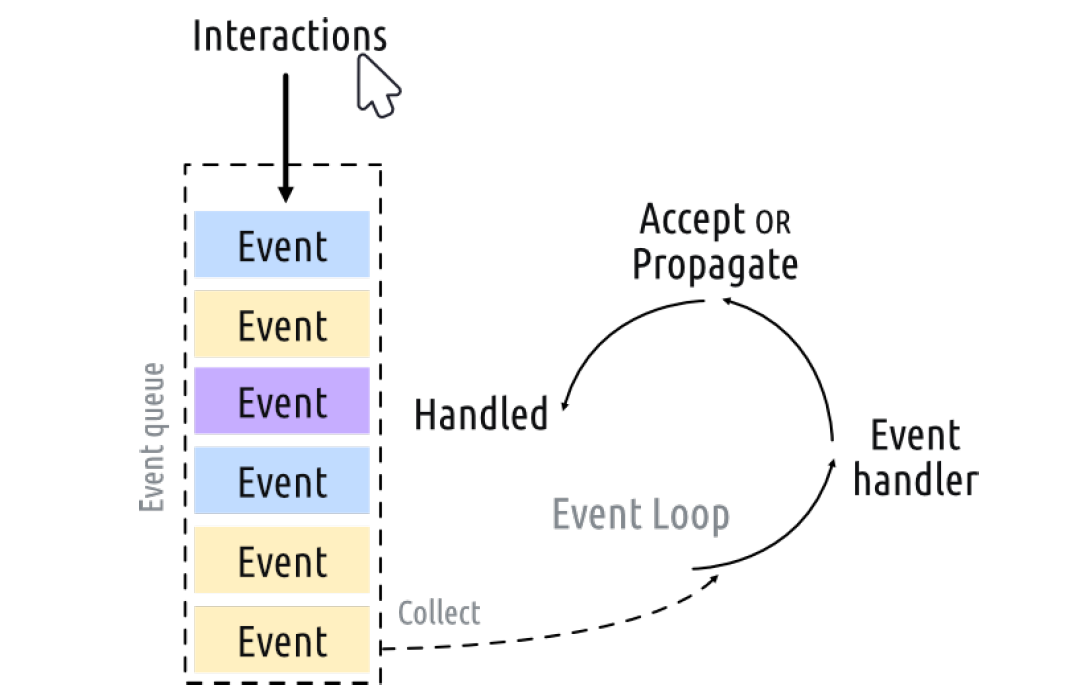 Interactions
Event
Event
Event
Event
Event
Event
Event queue
Collect
Event Loop
Event
handler
Accept OR
Propagate
Handled